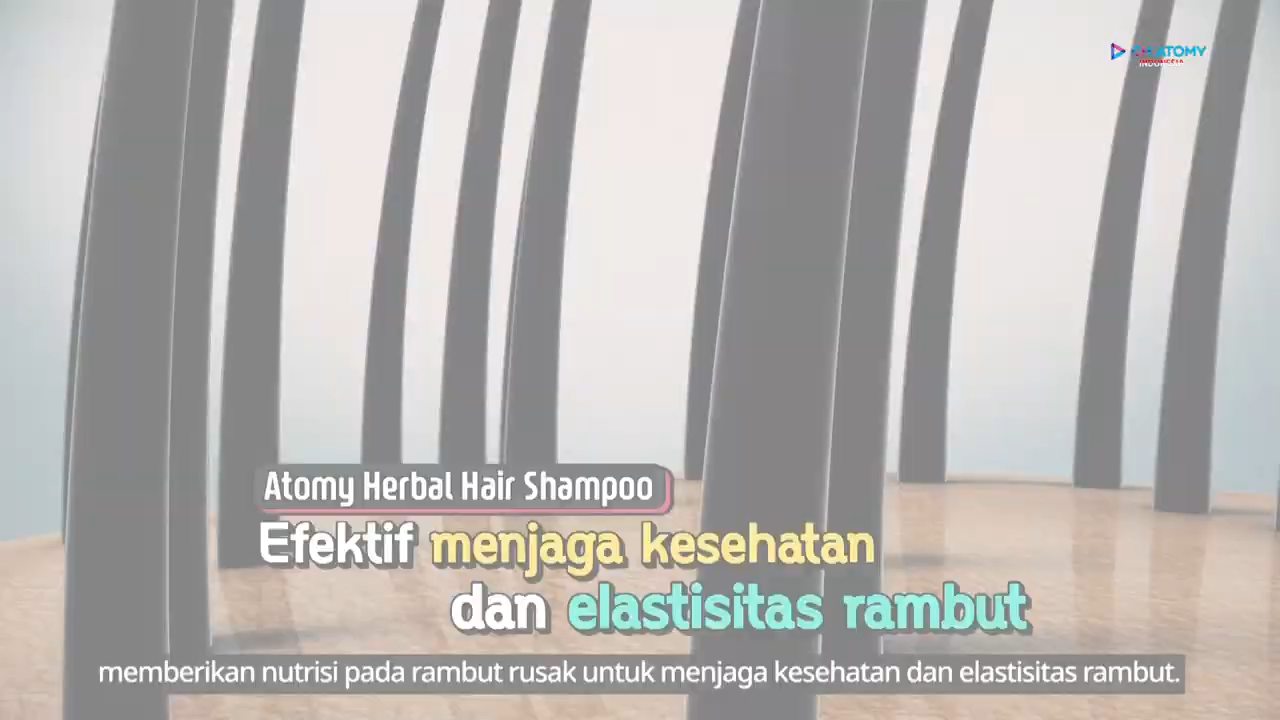 ATOMY
Atomy Herbal Hair Shampoo
Efektif menjaga kesehatan
dan elastisitas rambut
memberikan nutrisi pada rambut rusak untuk menjaga kesehatan dan elastisitas rambut.